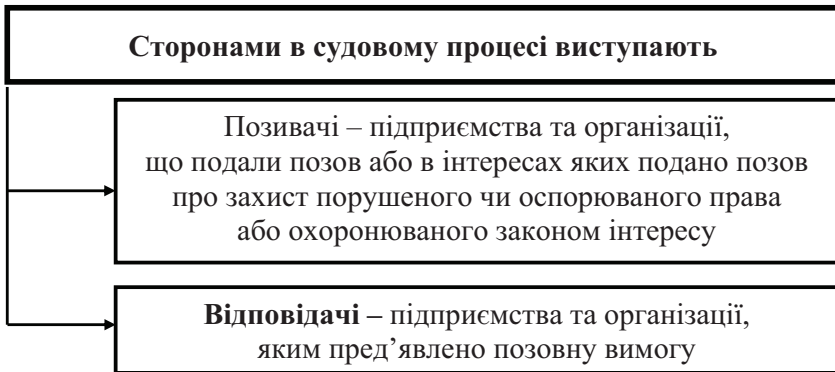 Сторонами в судовому процесі виступають
Позивачі – підприємства та організації,
що подали позов або в інтересах яких подано позов
про захист порушеного чи оспорюваного права
або охоронюваного законом інтересу
Відповідачі – підприємства та організації,
яким пред’явлено позовну вимогу